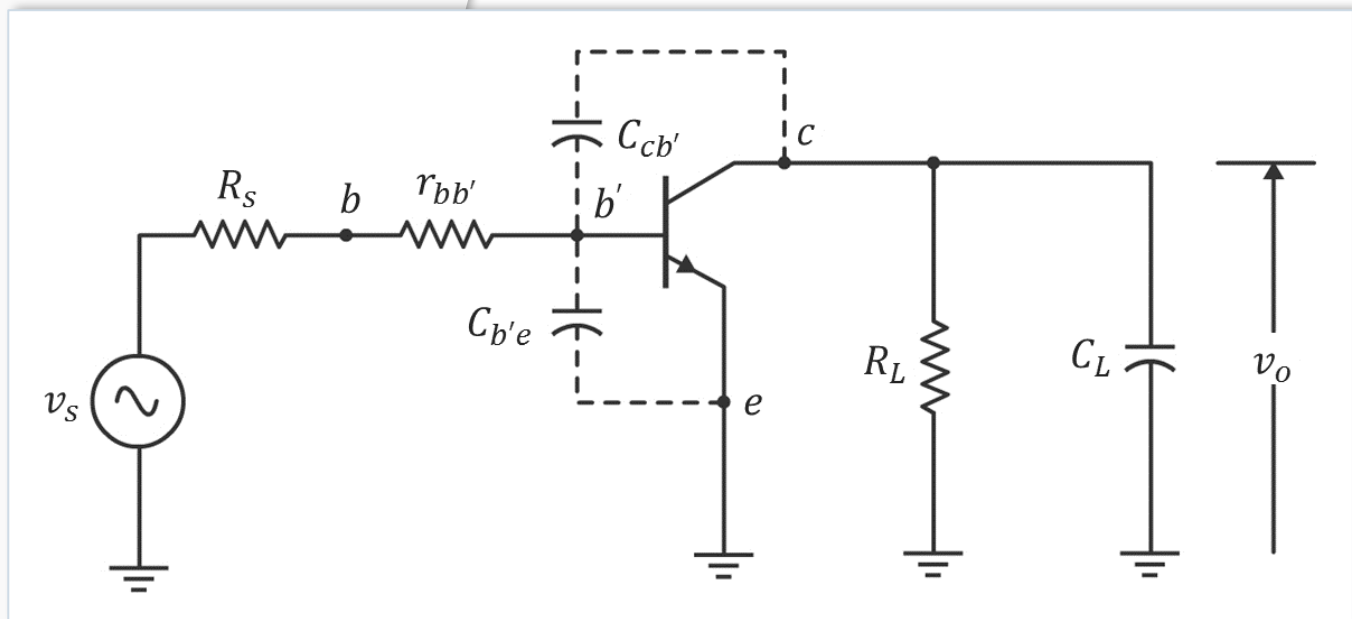 C_{cb'}
c
R_s
b
r_{bb'}
b'
C_{b'e}
R_L
C_L
v_o
v_s
e